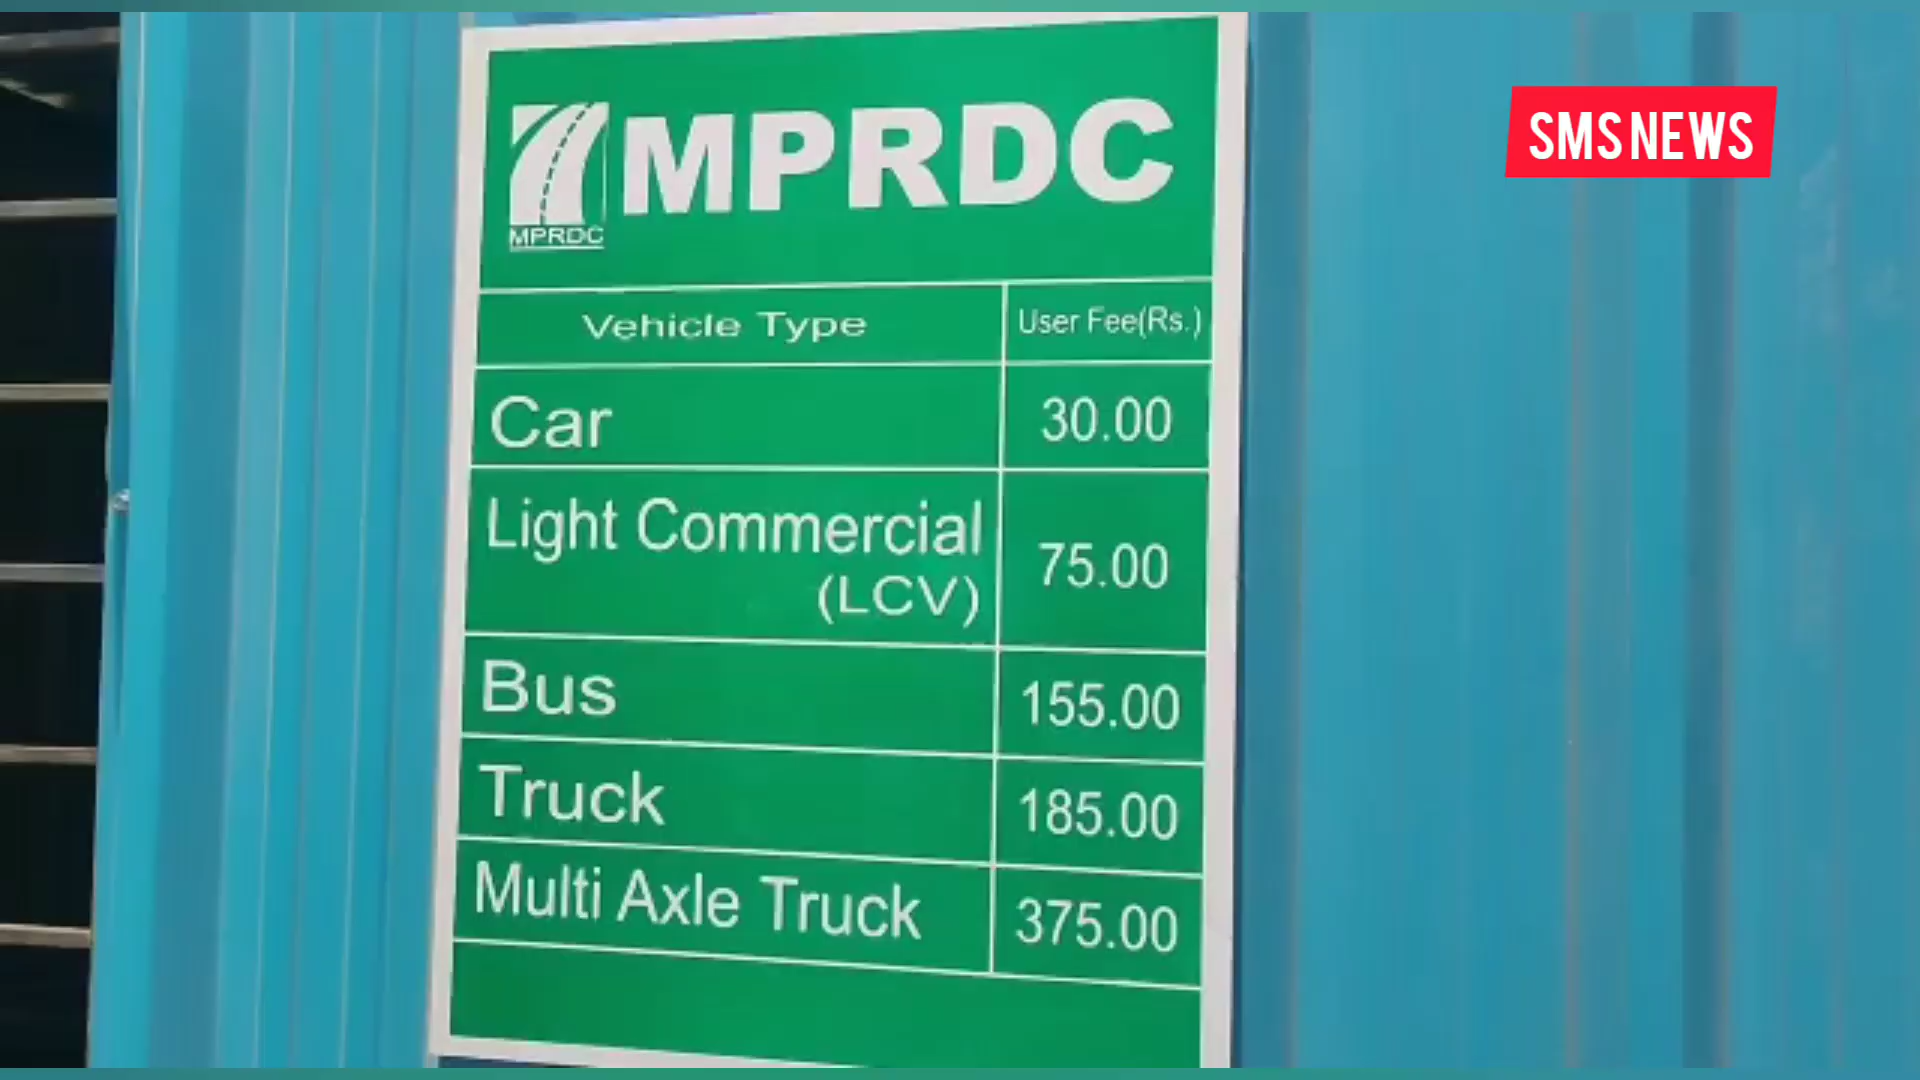 SMS NEWS
MPRDC
MPRDC
Vehicle Type User Fee(Rs.)
Car 30.00
Light Commercial
(LCV) 75.00
Bus 155.00
Truck 185.00
Multi Axle Truck 375.00